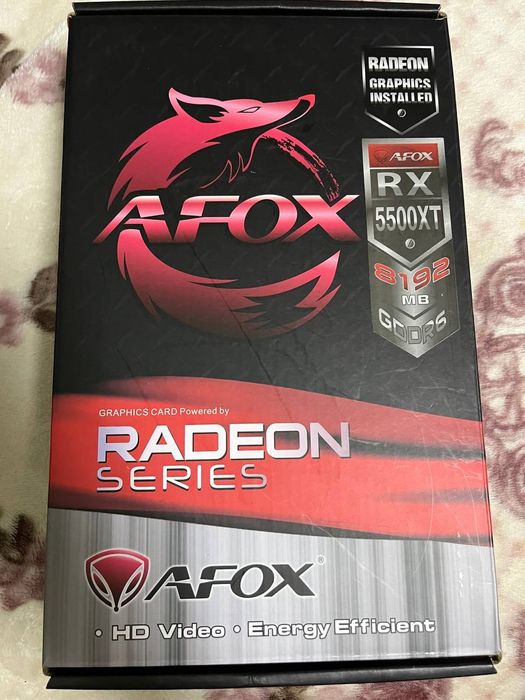 RADEON
GRAPHICS
INSTALLED
AFOX
RX
5500XT
8192
MB
GDDR6
AFOX
GRAPHICS CARD Powered by
RADEON
SERIES
AFOX®
• HD Video • Energy Efficient